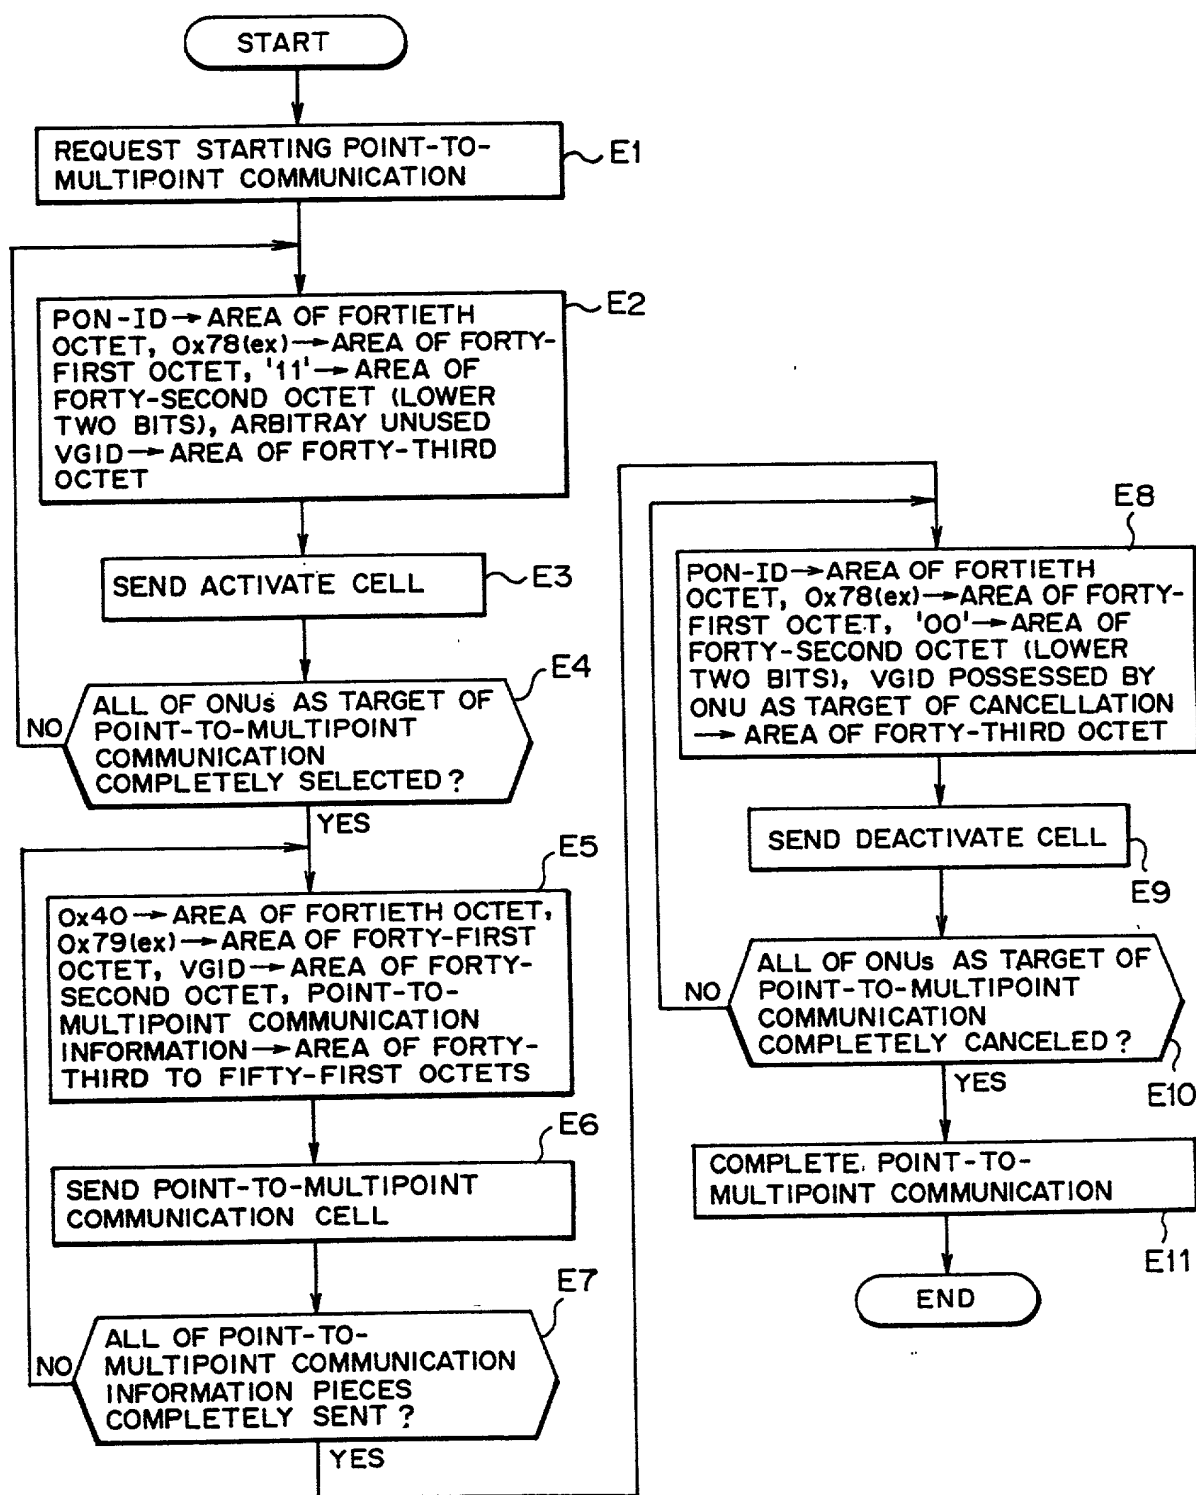 START
REQUEST STARTING POINT-TO-
MULTIPOINT COMMUNICATION
E1
E2
PON-ID→AREA OF FORTIETH
OCTET, 0x78(ex)→AREA OF FORTY-
FIRST OCTET, '11'→AREA OF
FORTY-SECOND OCTET (LOWER
TWO BITS), ARBITRAY UNUSED
VGID→AREA OF FORTY-THIRD
OCTET
SEND ACTIVATE CELL
E3
E4
ALL OF ONUs AS TARGET OF
POINT-TO-MULTIPOINT
COMMUNICATION
COMPLETELY SELECTED?
NO
YES
E5
0x40→AREA OF FORTIETH OCTET,
0x79(ex)→AREA OF FORTY-FIRST
OCTET, VGID→AREA OF FORTY-
SECOND OCTET, POINT-TO-
MULTIPOINT COMMUNICATION
INFORMATION→AREA OF FORTY-
THIRD TO FIFTY-FIRST OCTETS
E6
SEND POINT-TO-MULTIPOINT
COMMUNICATION CELL
E7
ALL OF POINT-TO-
MULTIPOINT COMMUNICATION
INFORMATION PIECES
COMPLETELY SENT?
NO
YES
E8
PON-ID→AREA OF FORTIETH
OCTET, 0x78(ex)→AREA OF FORTY-
FIRST OCTET, '00'→AREA OF
FORTY-SECOND OCTET (LOWER
TWO BITS), VGID POSSESSED BY
ONU AS TARGET OF CANCELLATION
→ AREA OF FORTY-THIRD OCTET
SEND DEACTIVATE CELL
E9
ALL OF ONUs AS TARGET OF
POINT-TO-MULTIPOINT
COMMUNICATION
COMPLETELY CANCELED?
NO
YES
E10
COMPLETE POINT-TO-
MULTIPOINT COMMUNICATION
E11
END